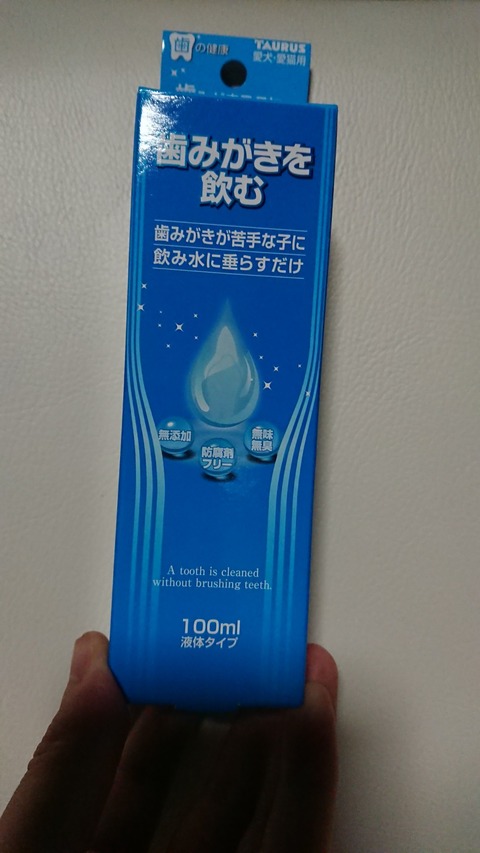 歯の健康
TAURUS
愛犬・愛猫用
歯みがきを
飲む
歯みがきが苦手な子に
飲み水に垂らすだけ
無添加
防腐剤
フリー
無味
無臭
A tooth is cleaned
without brushing teeth.
100ml
液体タイプ